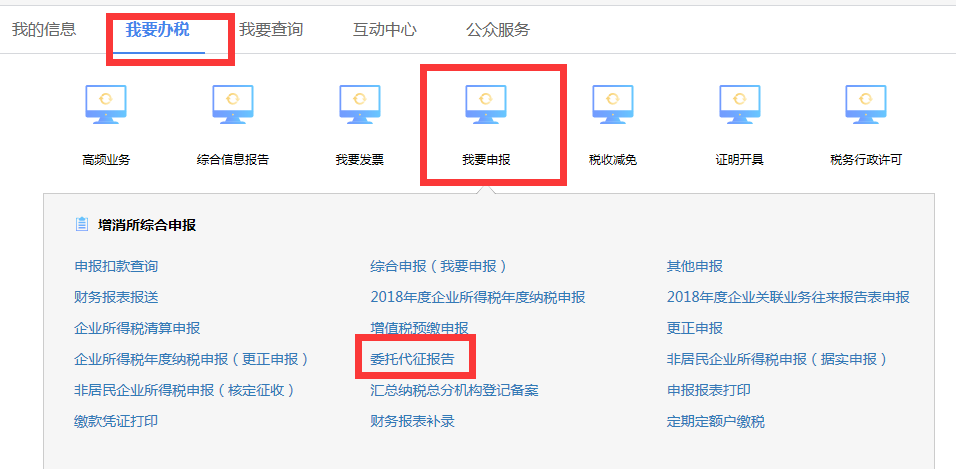 我的信息 我要办税 我要查询 互动中心 公众服务
高频业务 综合信息报告 我要发票 我要申报 税收减免 证明开具 税务行政许可
增消所综合申报
申报扣款查询 综合申报（我要申报） 其他申报
财务报表报送 2018年度企业所得税年度纳税申报 2018年度企业关联业务往来报告表申报
企业所得税清算申报 增值税预缴申报 更正申报
企业所得税年度纳税申报（更正申报） 委托代征报告 非居民企业所得税申报（据实申报）
非居民企业所得税申报（核定征收） 汇总纳税总分机构登记备案 申报报表打印
缴款凭证打印 财务报表补录 定期定额户缴税